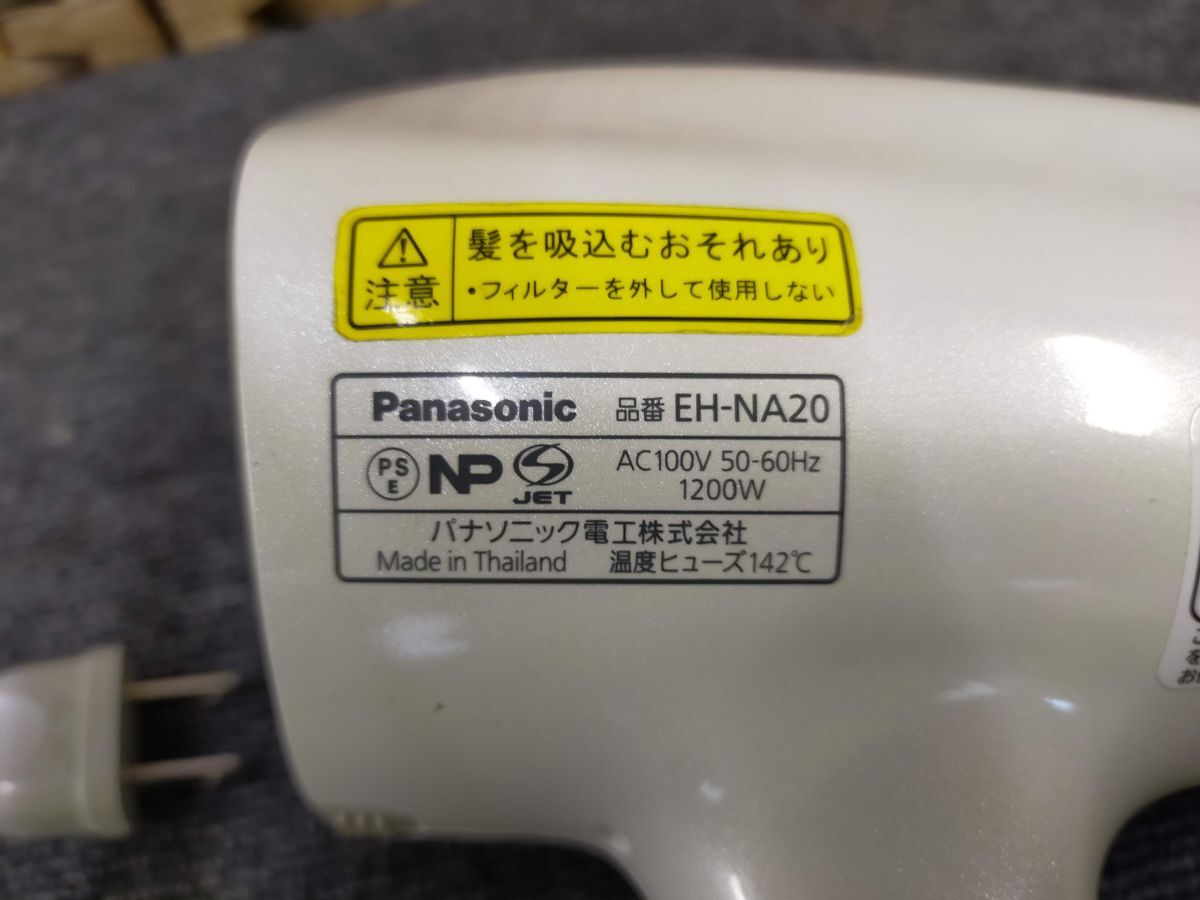 注意
髪を吸込むおそれあり
・フィルターを外して使用しない
Panasonic 品番 EH-NA20
PSE NP JET AC100V 50-60Hz
1200W
パナソニック電工株式会社
Made in Thailand 温度ヒューズ142℃